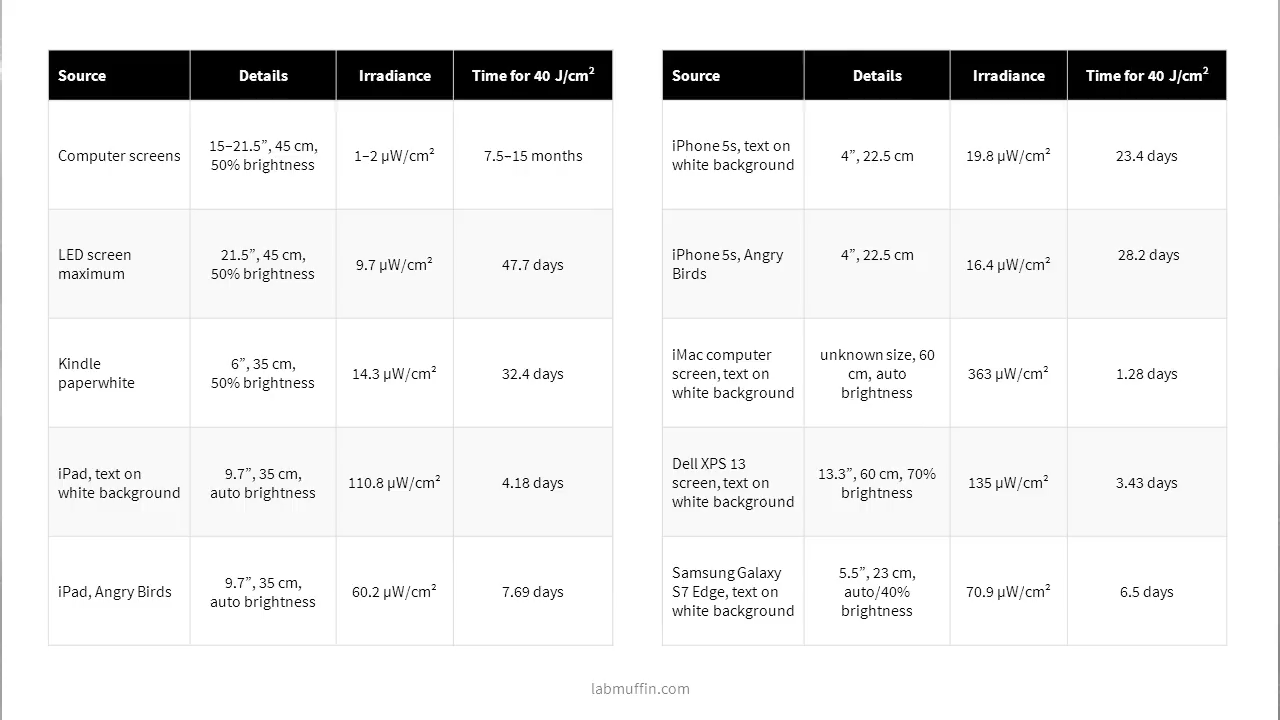 Source Details Irradiance Time for 40 J/cm²
Computer screens
15–21.5”, 45 cm,
50% brightness
1–2 µW/cm²
7.5–15 months
LED screen
maximum
21.5”, 45 cm,
50% brightness
9.7 µW/cm²
47.7 days
Kindle
paperwhite
6”, 35 cm,
50% brightness
14.3 µW/cm²
32.4 days
iPad, text on
white background
9.7”, 35 cm,
auto brightness
110.8 µW/cm²
4.18 days
iPad, Angry Birds
9.7”, 35 cm,
auto brightness
60.2 µW/cm²
7.69 days
Source Details Irradiance Time for 40 J/cm²
iPhone 5s, text on
white background
4”, 22.5 cm
19.8 µW/cm²
23.4 days
iPhone 5s, Angry
Birds
4”, 22.5 cm
16.4 µW/cm²
28.2 days
iMac computer
screen, text on
white background
unknown size, 60
cm, auto
brightness
363 µW/cm²
1.28 days
Dell XPS 13
screen, text on
white background
13.3”, 60 cm, 70%
brightness
135 µW/cm²
3.43 days
Samsung Galaxy
S7 Edge, text on
white background
5.5”, 23 cm,
auto/40%
brightness
70.9 µW/cm²
6.5 days
labmuffin.com